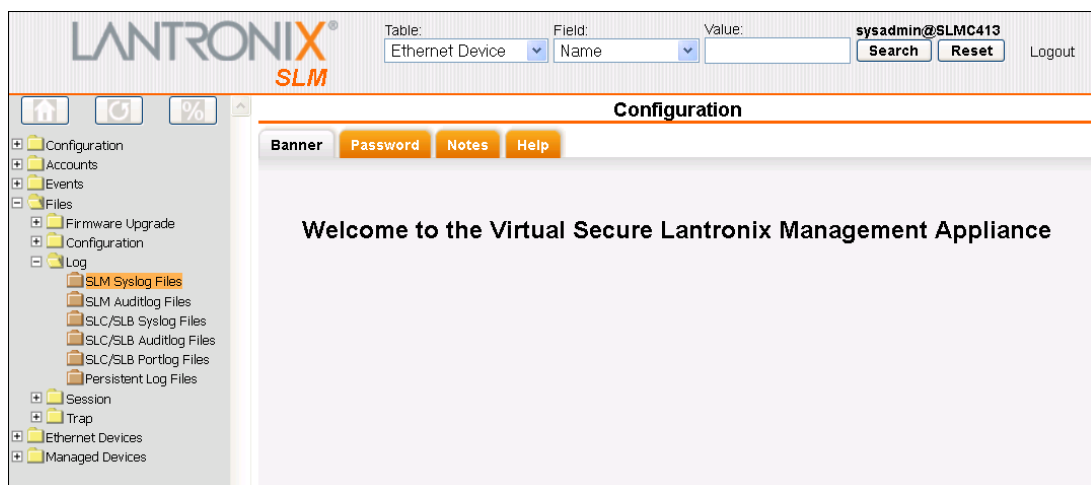 LANTRONIX®
SLM
Table: Field: Value: sysadmin@SLMC413
Ethernet Device Name Search Reset Logout
%
Configuration
Banner Password Notes Help
Welcome to the Virtual Secure Lantronix Management Appliance
Configuration
Accounts
Events
Files
Firmware Upgrade
Configuration
Log
SLM Syslog Files
SLM Auditlog Files
SLC/SLB Syslog Files
SLC/SLB Auditlog Files
SLC/SLB Portlog Files
Persistent Log Files
Session
Trap
Ethernet Devices
Managed Devices